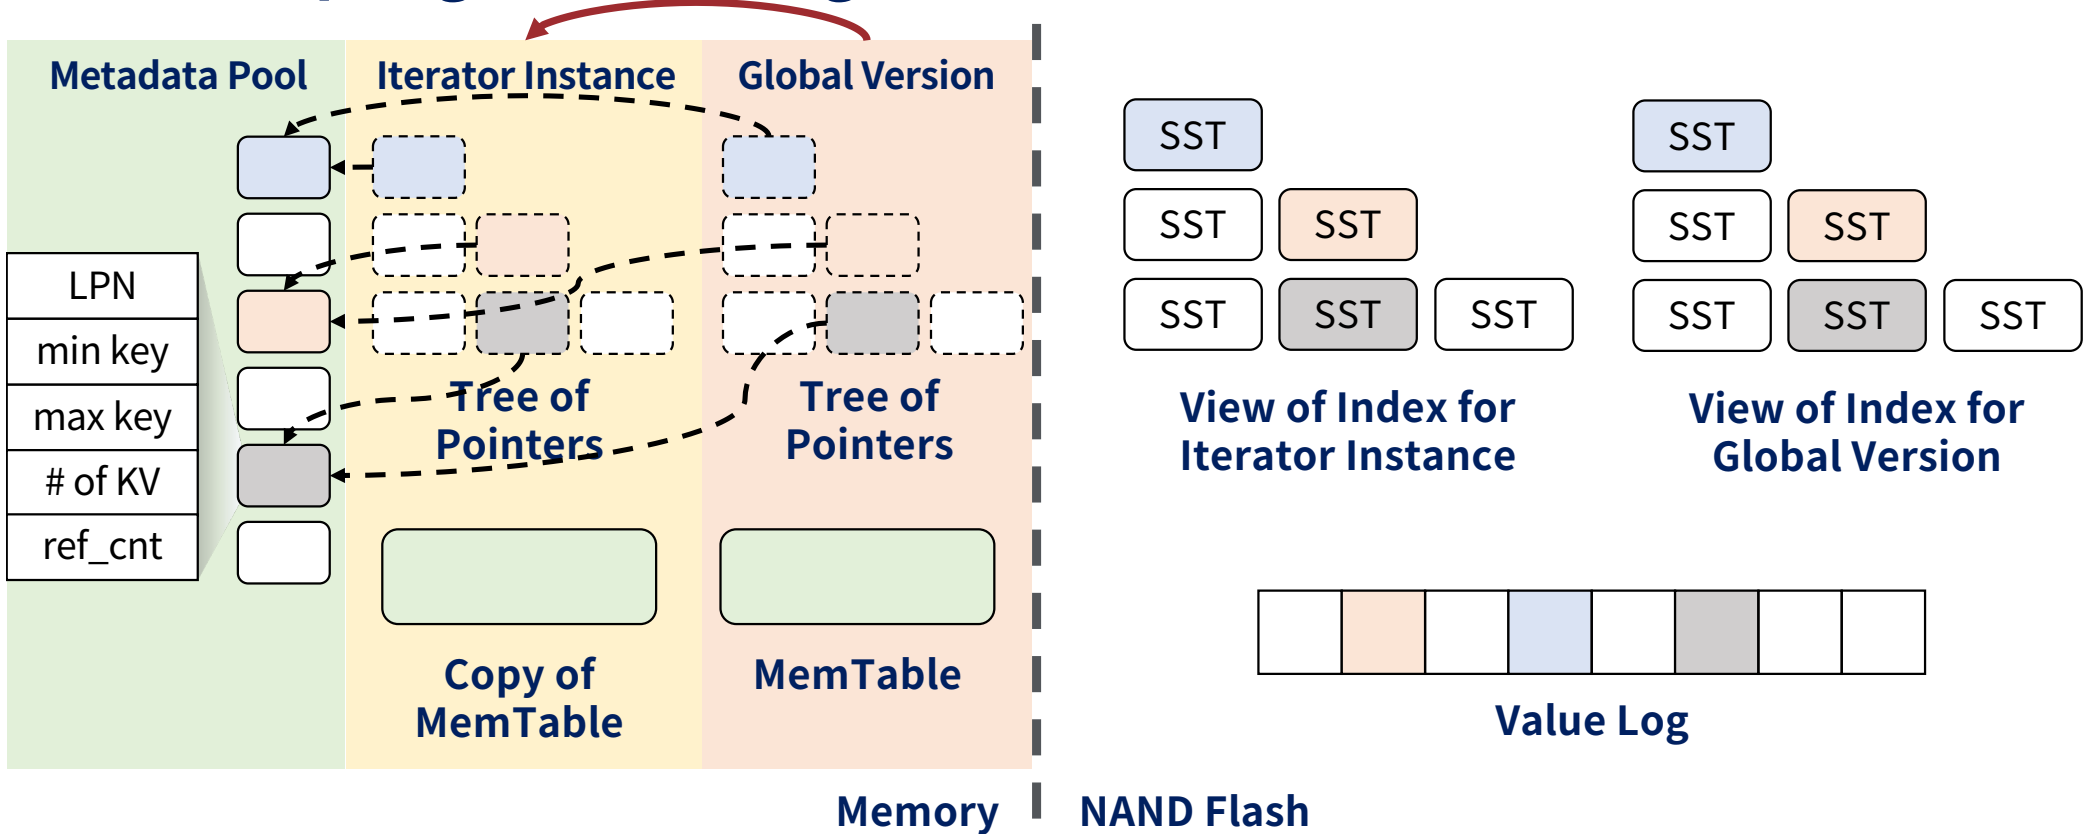 Metadata Pool
Iterator Instance
Global Version
LPN
min key
max key
# of KV
ref_cnt
Tree of
Pointers
Tree of
Pointers
Copy of
MemTable
MemTable
Memory
SST
SST
SST
SST
SST
SST
View of Index for
Iterator Instance
SST
SST
SST
SST
SST
SST
View of Index for
Global Version
Value Log
NAND Flash